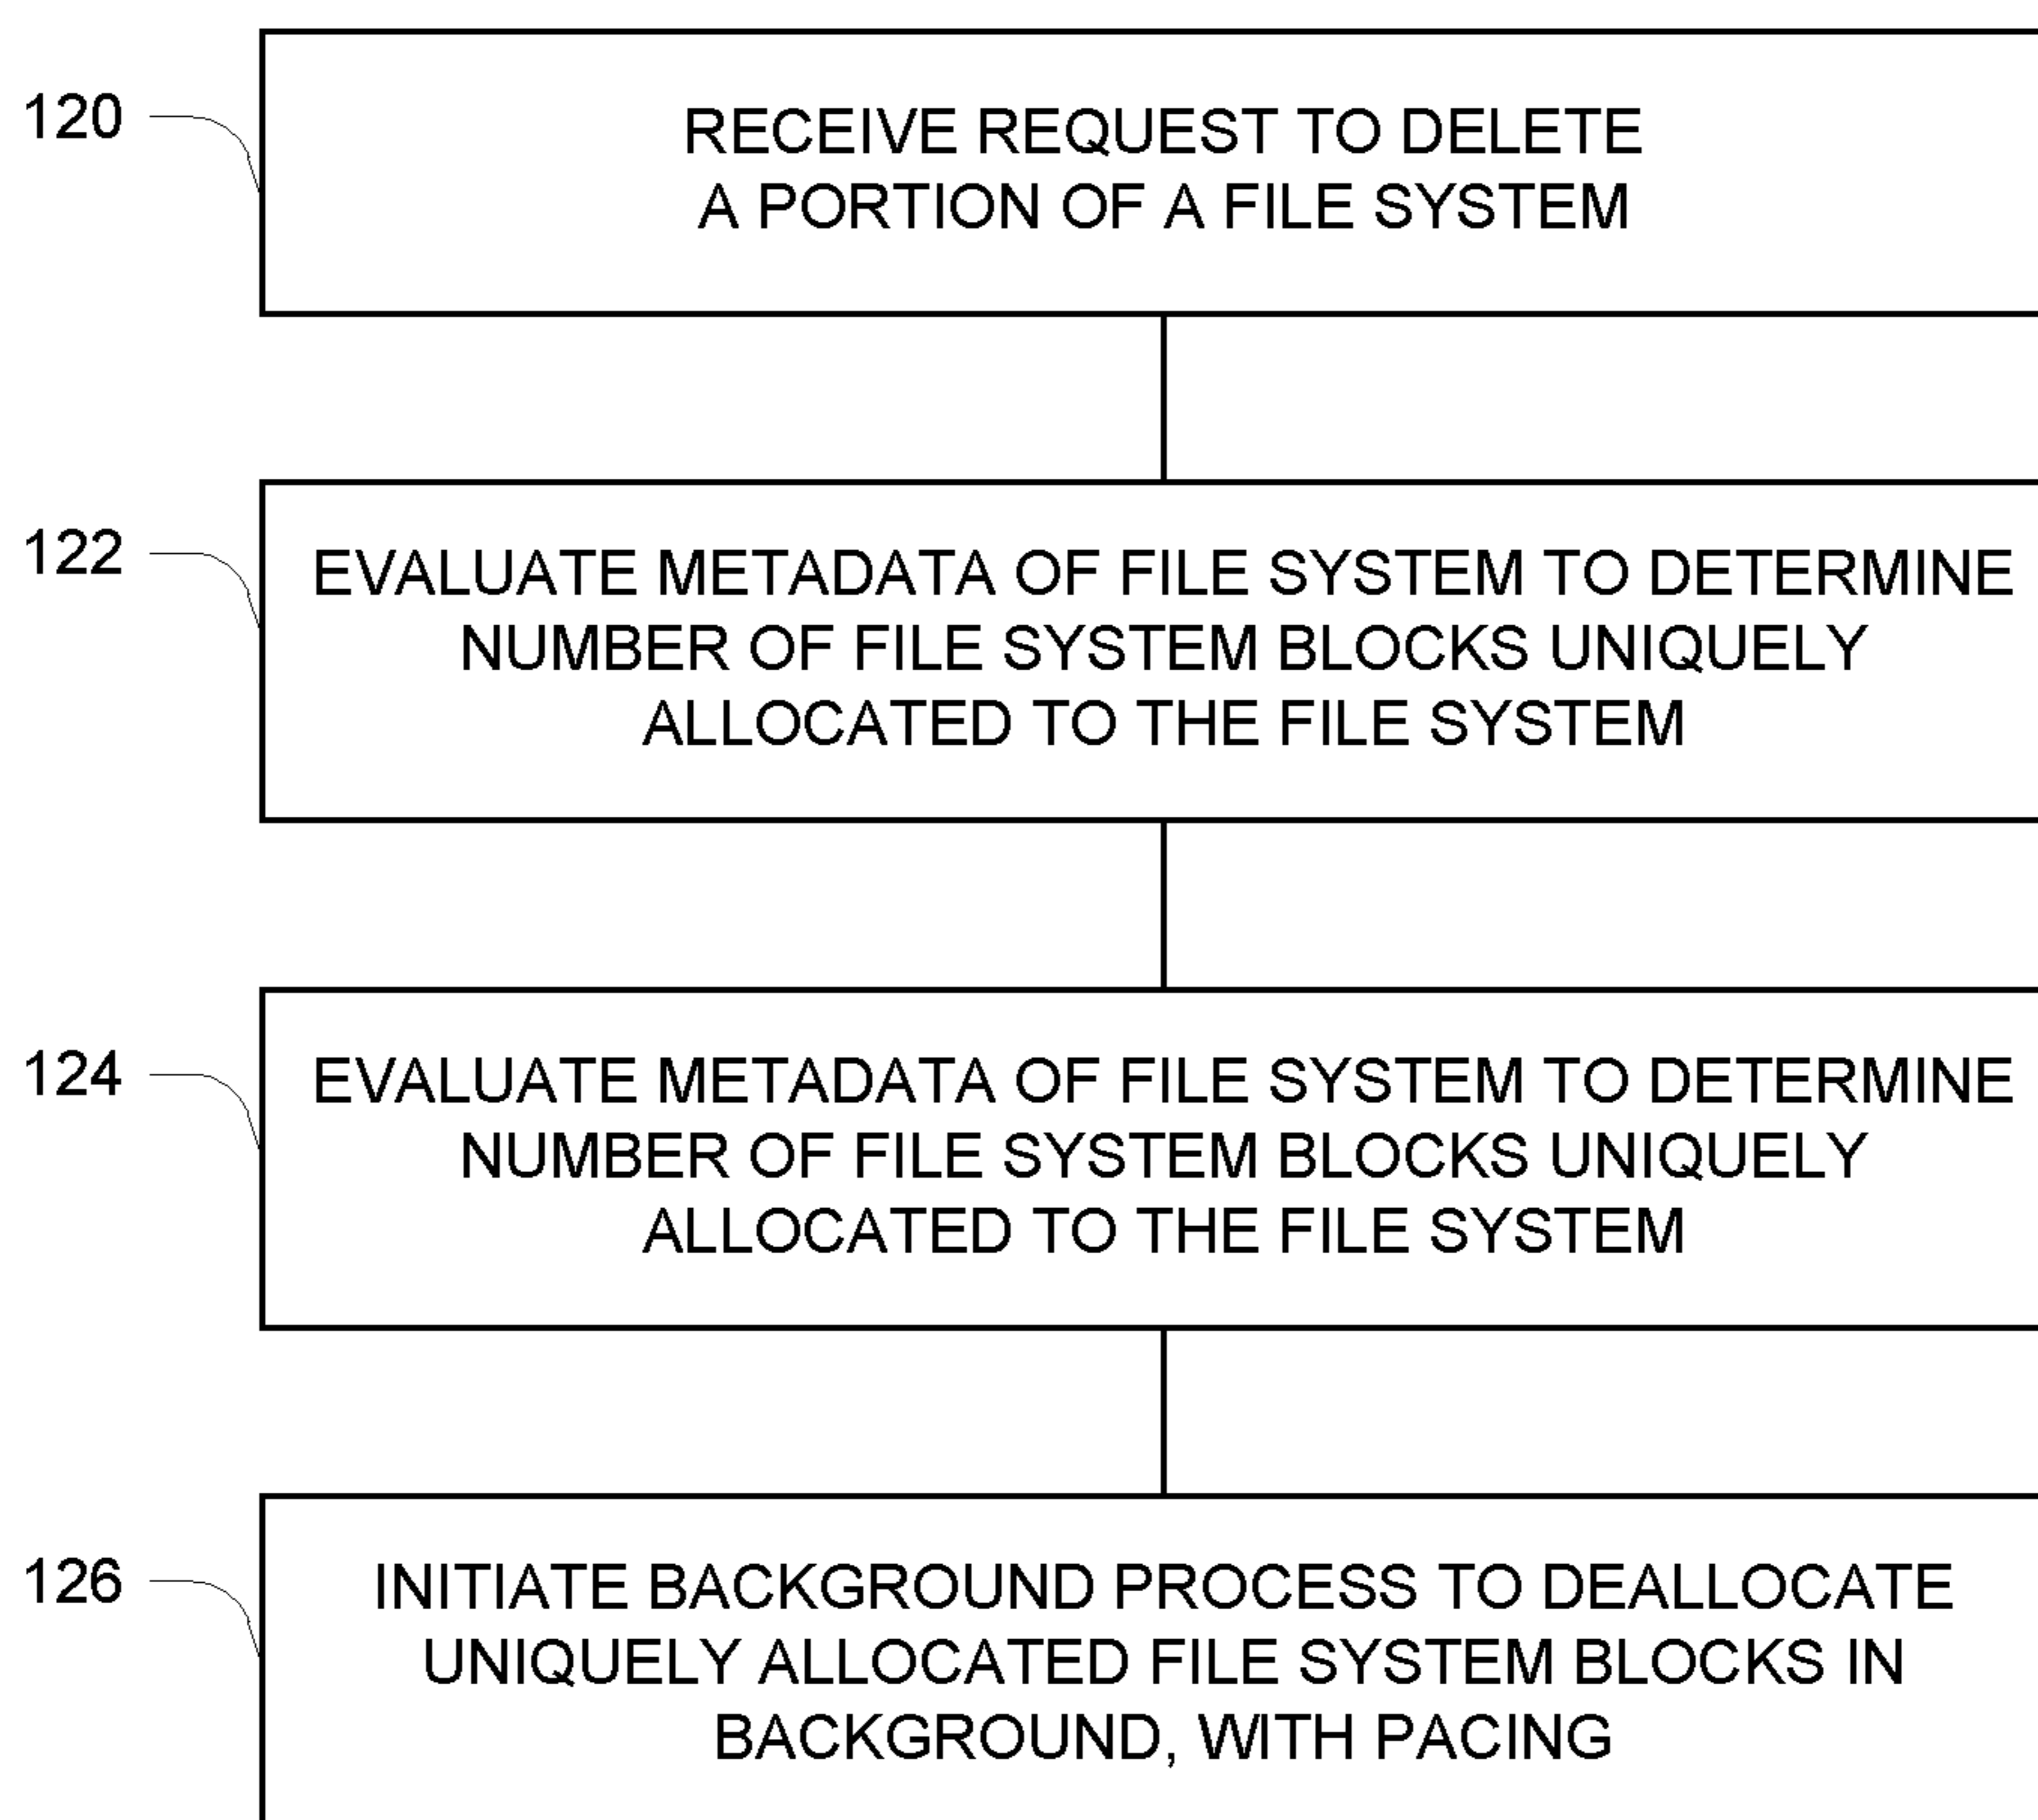 120
RECEIVE REQUEST TO DELETE
A PORTION OF A FILE SYSTEM
122
EVALUATE METADATA OF FILE SYSTEM TO DETERMINE
NUMBER OF FILE SYSTEM BLOCKS UNIQUELY
ALLOCATED TO THE FILE SYSTEM
124
EVALUATE METADATA OF FILE SYSTEM TO DETERMINE
NUMBER OF FILE SYSTEM BLOCKS UNIQUELY
ALLOCATED TO THE FILE SYSTEM
126
INITIATE BACKGROUND PROCESS TO DEALLOCATE
UNIQUELY ALLOCATED FILE SYSTEM BLOCKS IN
BACKGROUND, WITH PACING